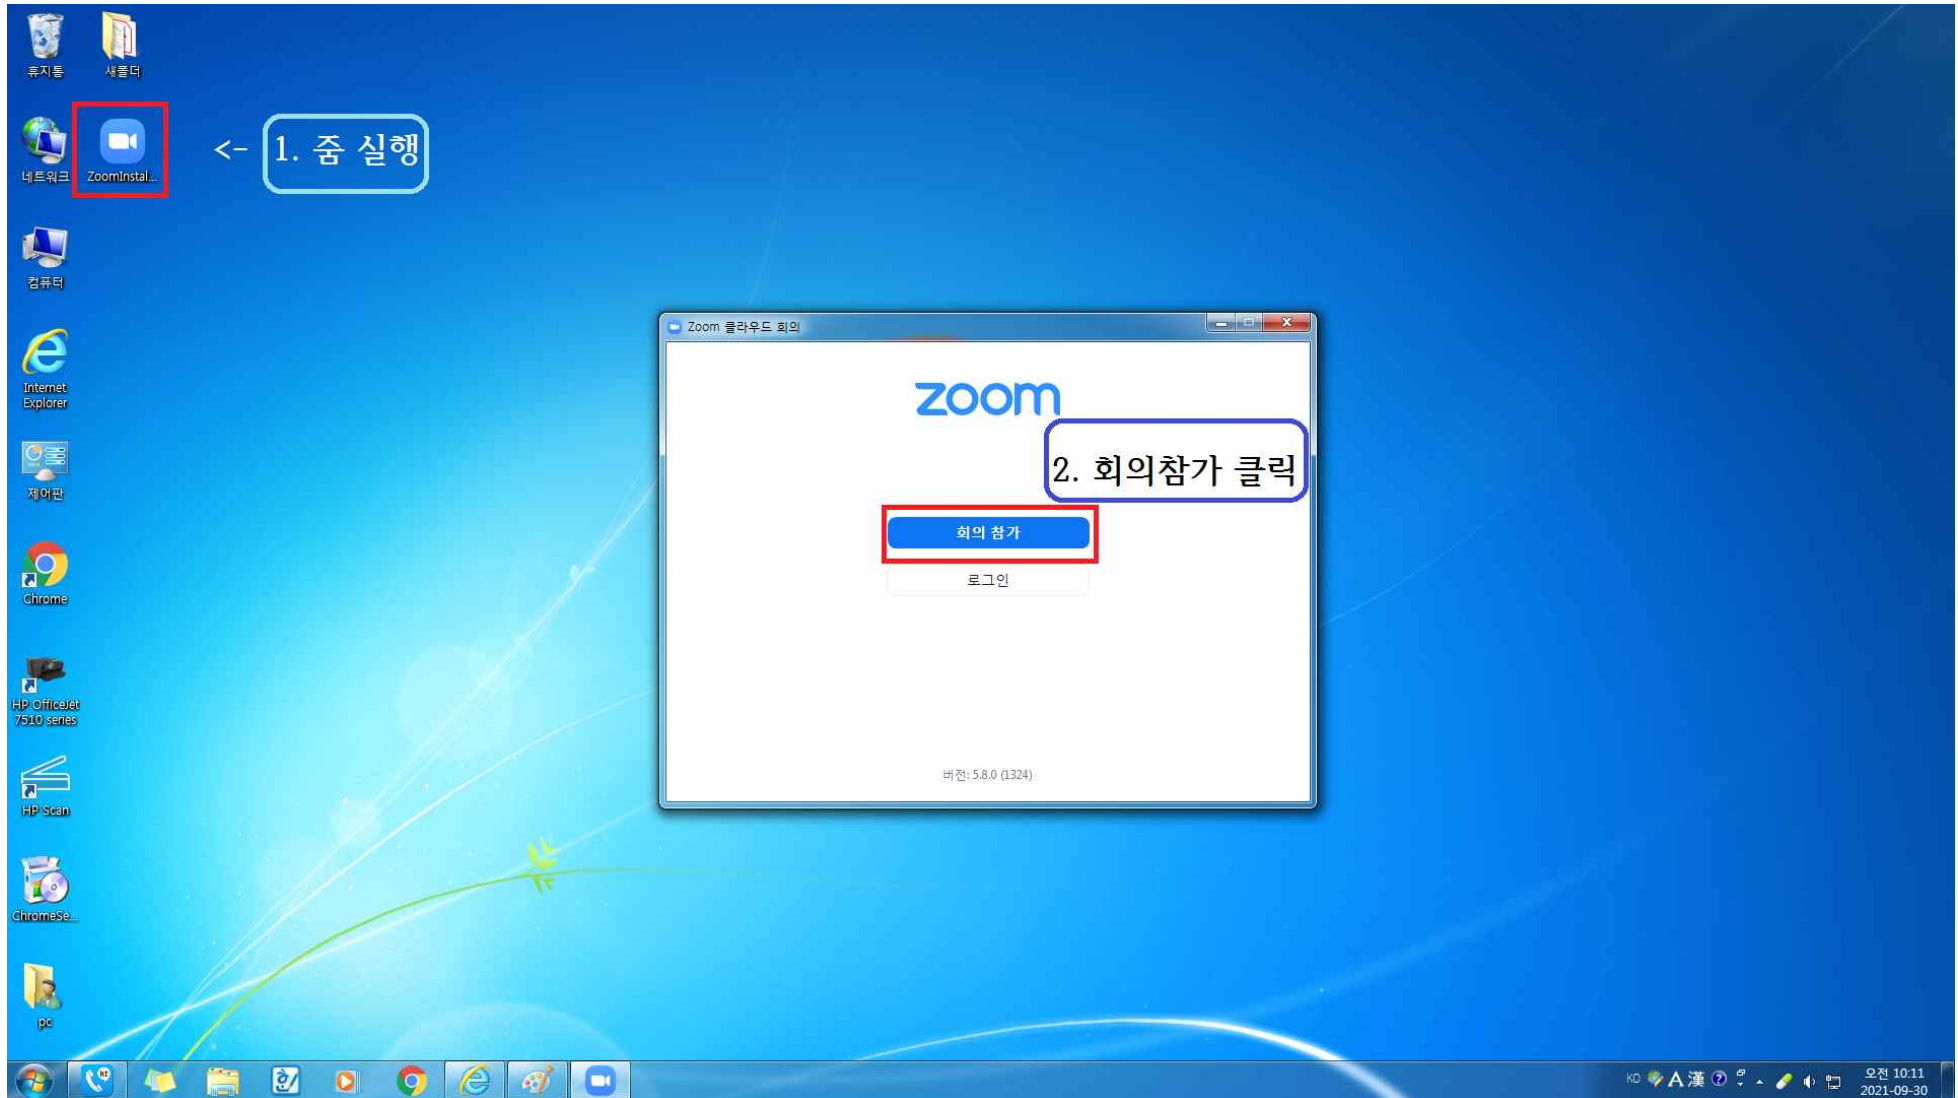 휴지통
새폴더
네트워크
ZoomInstal...
<- 1. 줌 실행
컴퓨터
Internet
Explorer
제어판
Chrome
HP OfficeJet
7510 series
HP Scan
ChromeSe...
pc
Zoom 클라우드 회의
zoom
2. 회의참가 클릭
회의 참가
로그인
버전: 5.8.0 (1324)
kt
KO A 漢
오전 10:11
2021-09-30